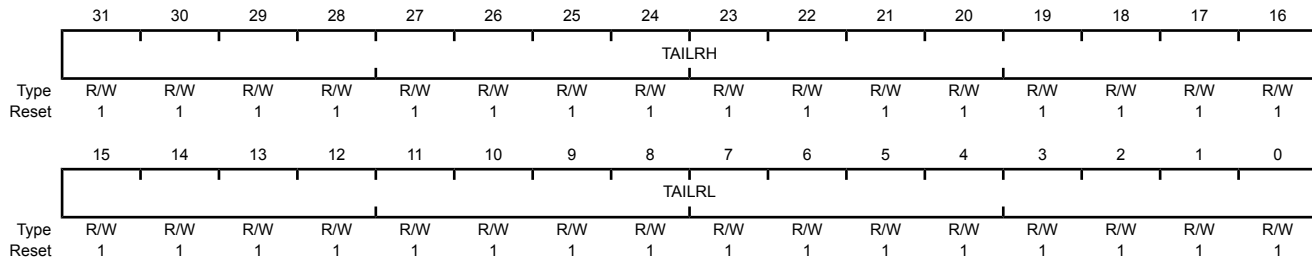 31 30 29 28 27 26 25 24 23 22 21 20 19 18 17 16
TAILRH
Type R/W R/W R/W R/W R/W R/W R/W R/W R/W R/W R/W R/W R/W R/W R/W R/W
Reset 1 1 1 1 1 1 1 1 1 1 1 1 1 1 1 1
15 14 13 12 11 10 9 8 7 6 5 4 3 2 1 0
TAILRL
Type R/W R/W R/W R/W R/W R/W R/W R/W R/W R/W R/W R/W R/W R/W R/W R/W
Reset 1 1 1 1 1 1 1 1 1 1 1 1 1 1 1 1